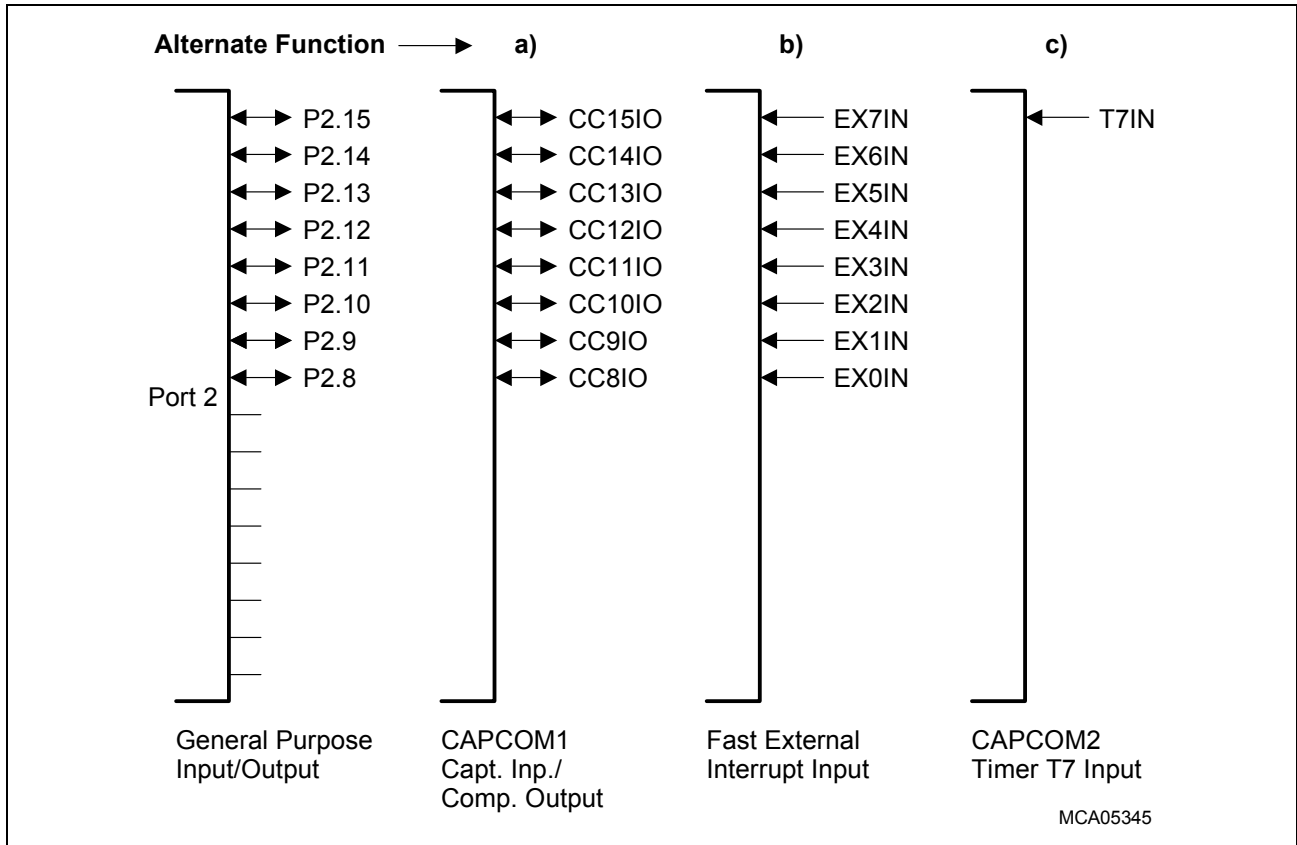 Alternate Function a) b) c)
P2.15 CC15IO EX7IN T7IN
P2.14 CC14IO EX6IN
P2.13 CC13IO EX5IN
P2.12 CC12IO EX4IN
P2.11 CC11IO EX3IN
P2.10 CC10IO EX2IN
P2.9 CC9IO EX1IN
P2.8 CC8IO EX0IN
Port 2
General Purpose
Input/Output
CAPCOM1
Capt. Inp./
Comp. Output
Fast External
Interrupt Input
CAPCOM2
Timer T7 Input
MCA05345